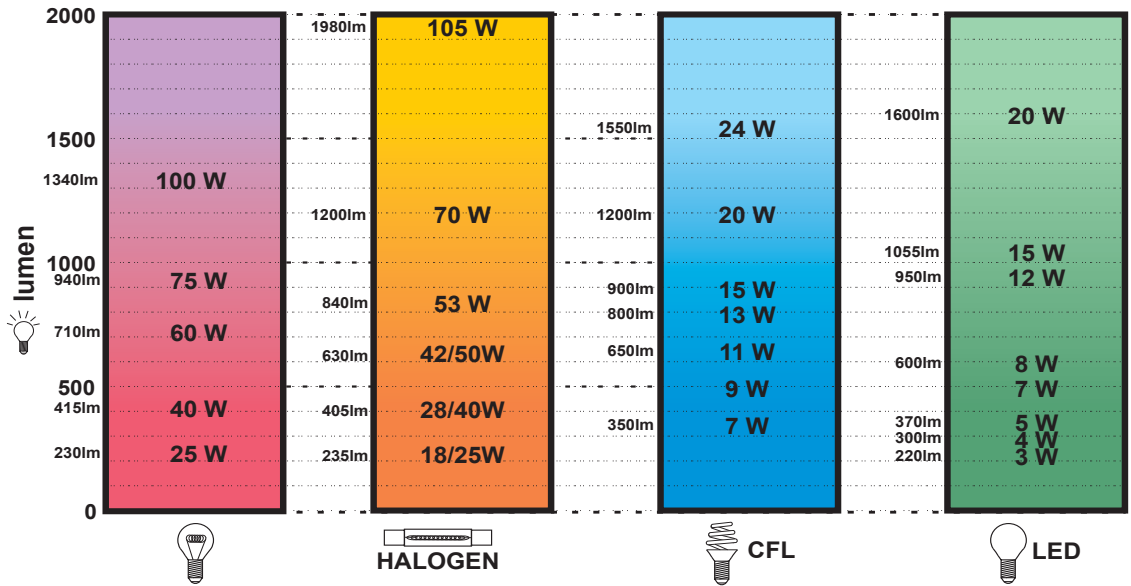 2000
1980lm
105 W
1600lm
20 W
1550lm
24 W
1500
1340lm
100 W
1200lm
70 W
1200lm
20 W
1055lm
15 W
1000
940lm
75 W
950lm
12 W
900lm
15 W
840lm
53 W
800lm
13 W
lumen
710lm
60 W
650lm
11 W
630lm
42/50W
600lm
8 W
500
9 W
7 W
415lm
40 W
405lm
28/40W
370lm
5 W
350lm
7 W
300lm
4 W
230lm
25 W
235lm
18/25W
220lm
3 W
0
HALOGEN
CFL
LED